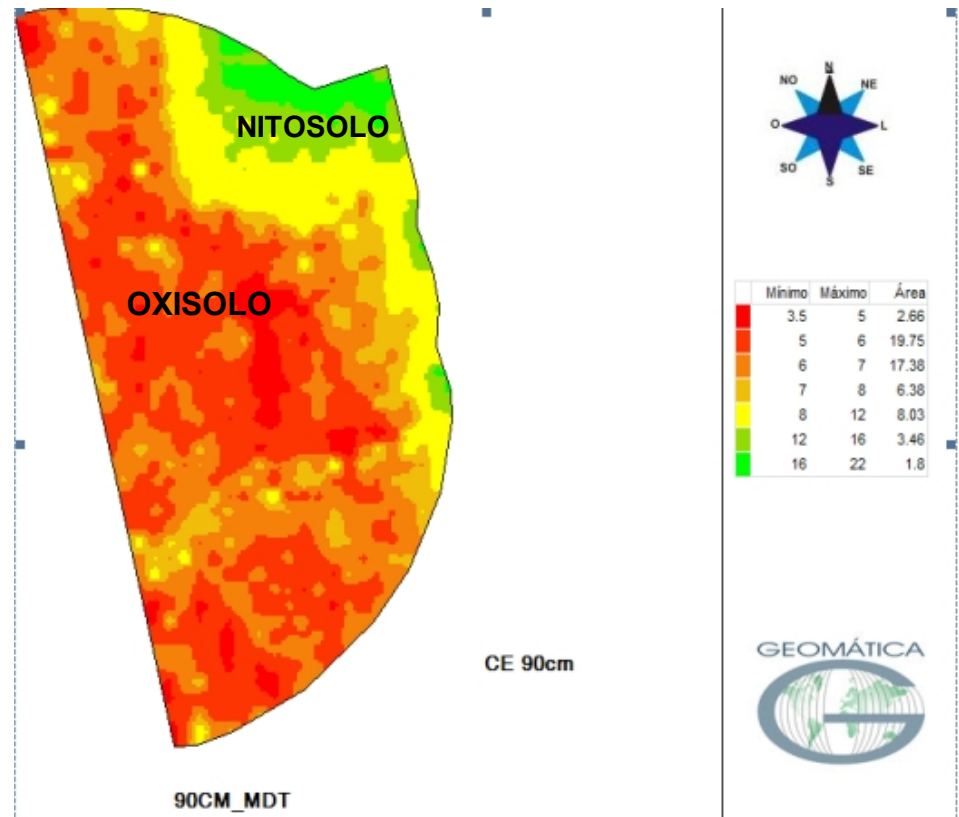 NITOSOLO
OXISOLO
CE 90cm
90CM_MDT
N
NO NE
O L
SO SE
S
Mínimo Máximo Área
3.5 5 2.66
5 6 19.75
6 7 17.38
7 8 6.38
8 12 8.03
12 16 3.46
16 22 1.8
GEOMÁTICA